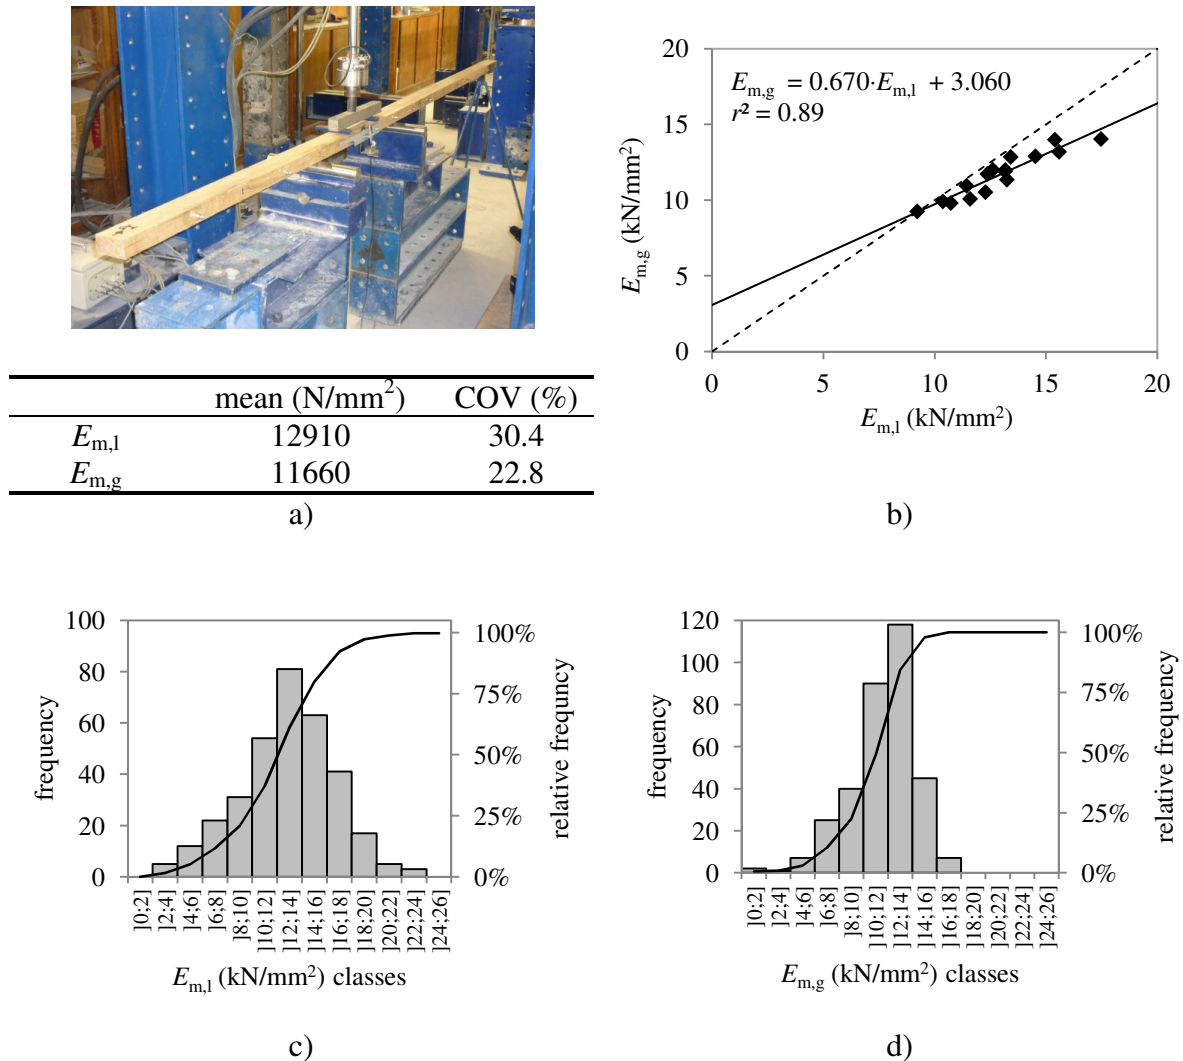 mean (N/mm²) COV (%)
Eₘ,ₗ 12910 30.4
E_m,g 11660 22.8
a)
20
15
10
5
0
E_m,g (kN/mm²)
E_m,g = 0.670·E_m,l + 3.060
r² = 0.89
0 5 10 15 20
E_m,l (kN/mm²)
b)
100
80
60
40
20
0
frequency
100%
75%
50%
25%
0%
relative frequncy
]0;2] ]2;4] ]4;6] ]6;8] ]8;10] ]10;12] ]12;14] ]14;16] ]16;18] ]18;20] ]20;22] ]22;24] ]24;26]
E_m,l (kN/mm²) classes
c)
120
100
80
60
40
20
0
frequency
100%
75%
50%
25%
0%
relative frequency
]0;2] ]2;4] ]4;6] ]6;8] ]8;10] ]10;12] ]12;14] ]14;16] ]16;18] ]18;20] ]20;22] ]22;24] ]24;26]
E_m,g (kN/mm²) classes
d)